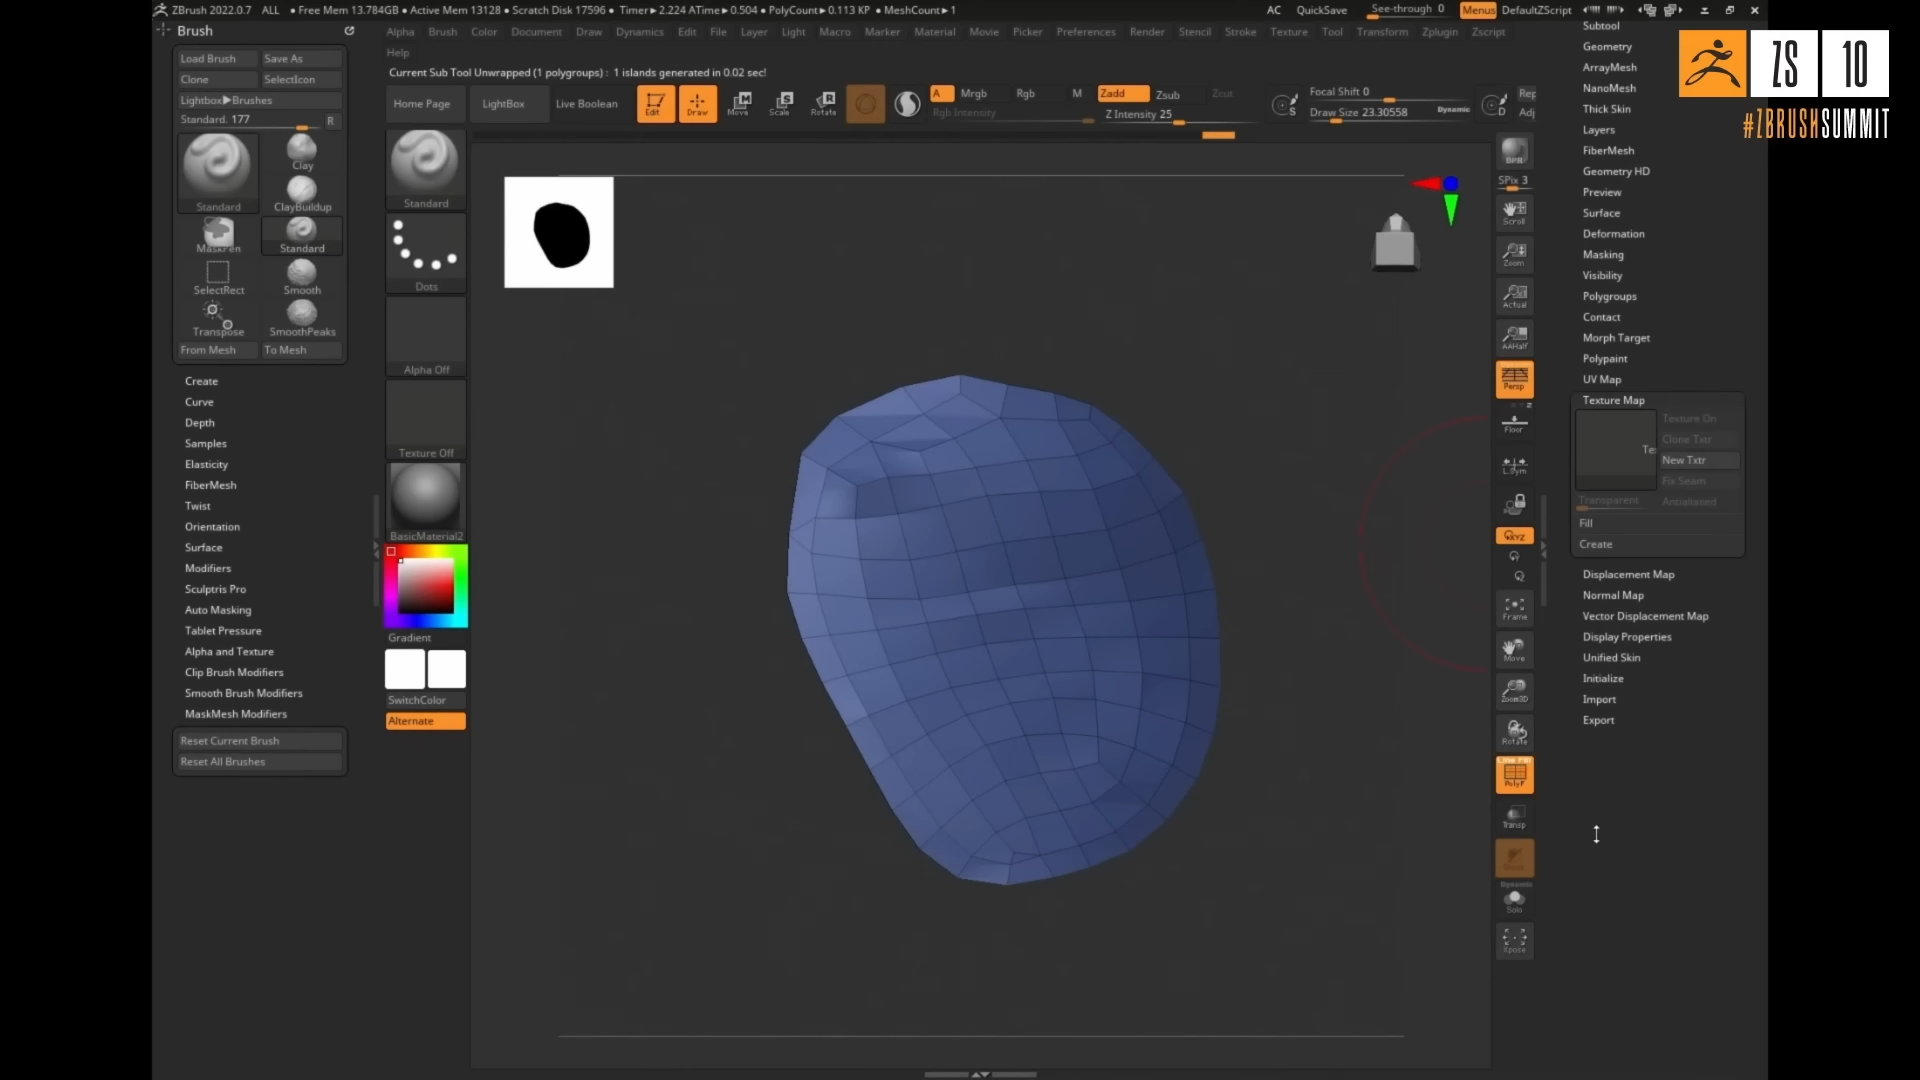 ZBrush 2022.0.7 ALL • Free Mem 13.784GB • Active Mem 13128 • Scratch Disk 17596 • Timer▸2.224 ATime▸0.504 • PolyCount▸0.113 KP • MeshCount▸1
AC QuickSave See-through 0 Menus DefaultZScript
Brush
Load Brush Save As
Clone SelectIcon
Lightbox▶Brushes
Standard. 177 R
Clay
Standard ClayBuildup
MaskPen Standard
SelectRect Smooth
Transpose SmoothPeaks
From Mesh To Mesh
Create
Curve
Depth
Samples
Elasticity
FiberMesh
Twist
Orientation
Surface
Modifiers
Sculptris Pro
Auto Masking
Tablet Pressure
Alpha and Texture
Clip Brush Modifiers
Smooth Brush Modifiers
MaskMesh Modifiers
Reset Current Brush
Reset All Brushes
Alpha Brush Color Document Draw Dynamics Edit File Layer Light Macro Marker Material Movie Picker Preferences Render Stencil Stroke Texture Tool Transform Zplugin Zscript
Help
Current Sub Tool Unwrapped (1 polygroups) : 1 islands generated in 0.02 sec!
Home Page LightBox Live Boolean Edit Draw Move Scale Rotate
A Mrgb Rgb M Zadd Zsub Zcut
Rgb Intensity Z Intensity 25
S Focal Shift 0
Draw Size 23.30558 Dynamic
D Rep
Adj
Standard
Dots
Alpha Off
Texture Off
BasicMaterial2
Gradient
SwitchColor
Alternate
BPR
SPix 3
Scroll
Zoom
Actual
AAHalf
Persp
Floor
L.Sym
XYZ
Frame
Move
Zoom3D
Rotate
Line Fill
PolyF
Transp
Dynamic
Solo
Xpose
Subtool
Geometry
ArrayMesh
NanoMesh
Thick Skin
Layers
FiberMesh
Geometry HD
Preview
Surface
Deformation
Masking
Visibility
Polygroups
Contact
Morph Target
Polypaint
UV Map
Texture Map
Texture On
Clone Txtr
Te New Txtr
Fix Seam
Transparent Antialiased
Fill
Create
Displacement Map
Normal Map
Vector Displacement Map
Display Properties
Unified Skin
Initialize
Import
Export
ZS 10
#ZBRUSHSUMMIT